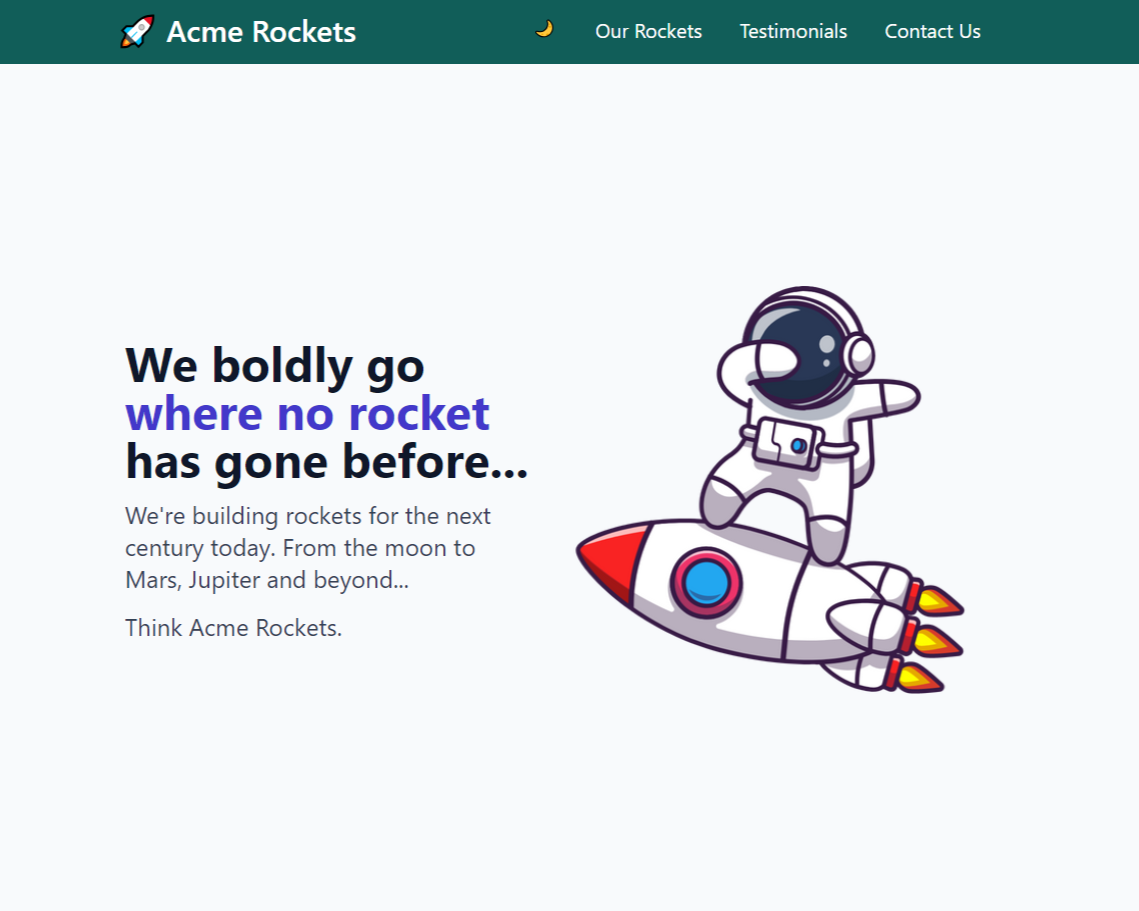 🚀 Acme Rockets
🌙 Our Rockets Testimonials Contact Us
We boldly go
where no rocket
has gone before...
We're building rockets for the next
century today. From the moon to
Mars, Jupiter and beyond...
Think Acme Rockets.